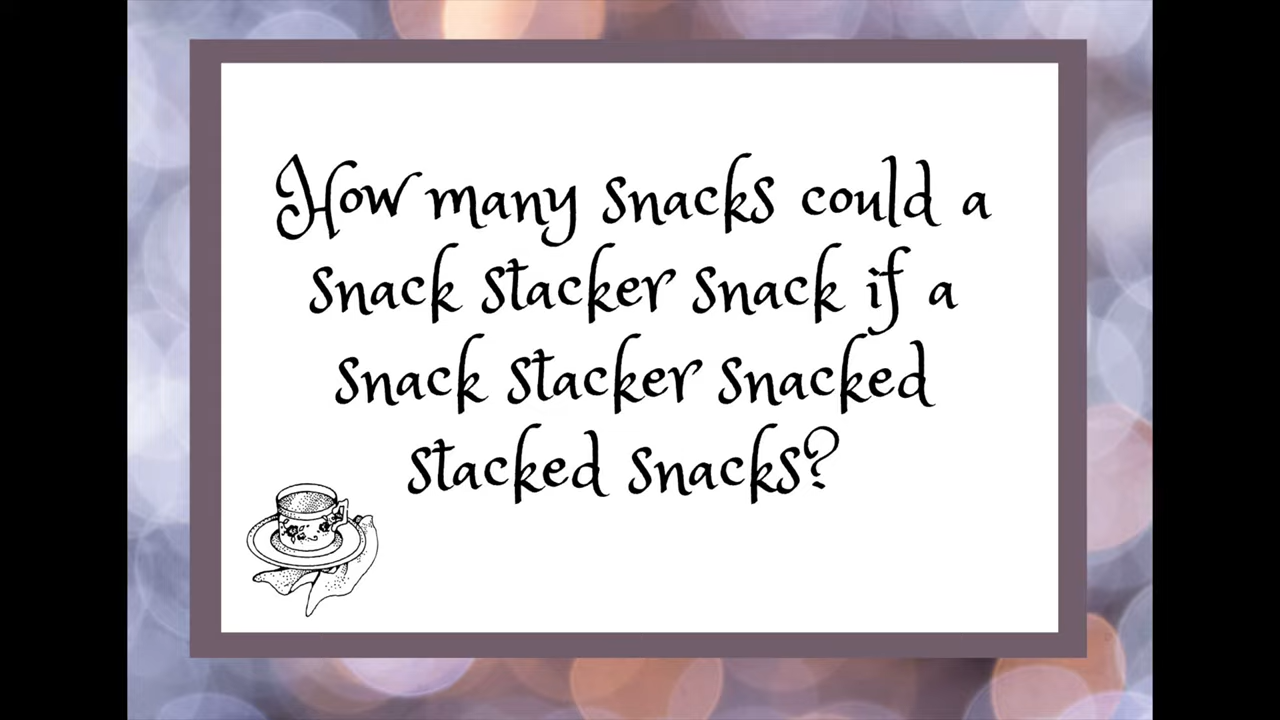 How many snacks could a
snack stacker snack if a
snack stacker snacked
stacked snacks?